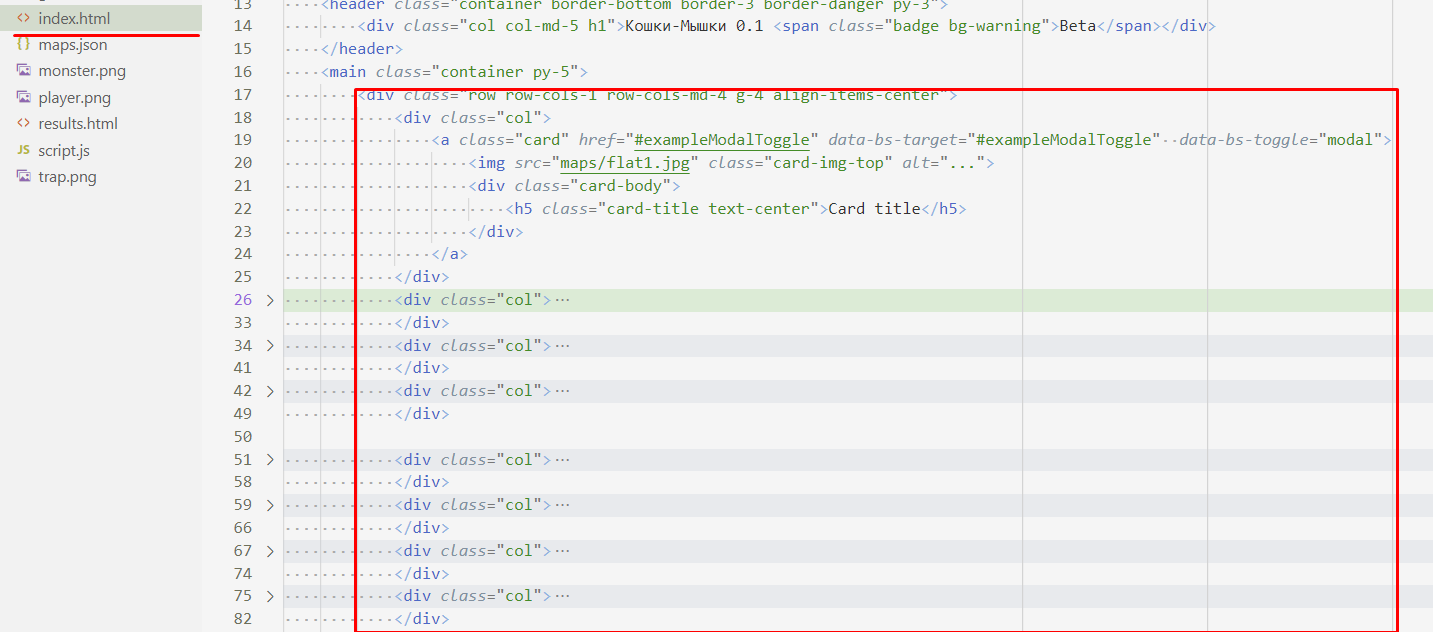 index.html
maps.json
monster.png
player.png
results.html
JS script.js
trap.png
13 <header class="container border-bottom border-3 border-danger py-3">
14 <div class="col col-md-5 h1">Кошки-Мышки 0.1 <span class="badge bg-warning">Beta</span></div>
15 </header>
16 <main class="container py-5">
17 <div class="row row-cols-1 row-cols-md-4 g-4 align-items-center">
18 <div class="col">
19 <a class="card" href="#exampleModalToggle" data-bs-target="#exampleModalToggle" data-bs-toggle="modal">
20 <img src="maps/flat1.jpg" class="card-img-top" alt="...">
21 <div class="card-body">
22 <h5 class="card-title text-center">Card title</h5>
23 </div>
24 </a>
25 </div>
26 <div class="col">…
33 </div>
34 <div class="col">…
41 </div>
42 <div class="col">…
49 </div>
50
51 <div class="col">…
58 </div>
59 <div class="col">…
66 </div>
67 <div class="col">…
74 </div>
75 <div class="col">…
82 </div>